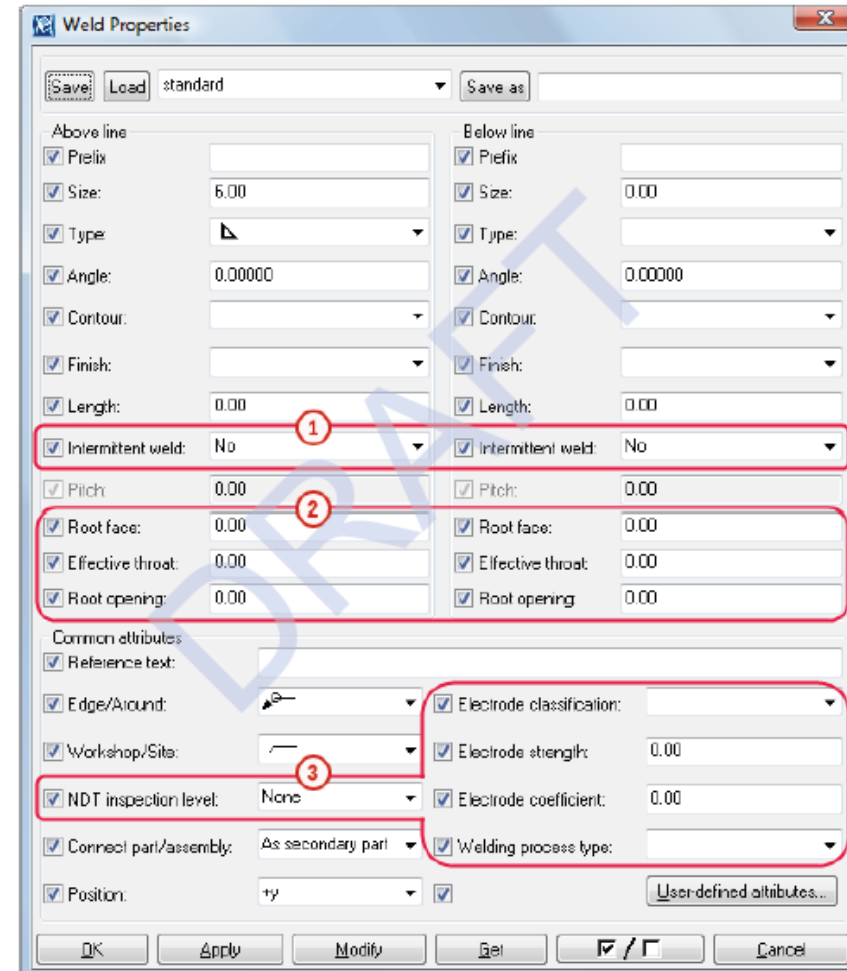 Weld Properties
Save Load standard Save as
Above line Below line
Prefix Prefix
Size: 6.00 Size: 0.00
Type: Type:
Angle: 0.00000 Angle: 0.00000
Contour: Contour:
Finish: Finish:
Length: 0.00 Length: 0.00
1
Intermittent weld: No Intermittent weld: No
Pitch: 0.00 Pitch: 0.00
2
Root face: 0.00 Root face: 0.00
Effective throat: 0.00 Effective throat: 0.00
Root opening: 0.00 Root opening: 0.00
DRAFT
Common attributes
Reference text:
Edge/Around: Electrode classification:
Workshop/Site: Electrode strength: 0.00
3
NDT inspection level: None Electrode coefficient: 0.00
Connect part/assembly: As secondary part Welding process type:
Position: +y User-defined attributes...
OK Apply Modify Get / Cancel